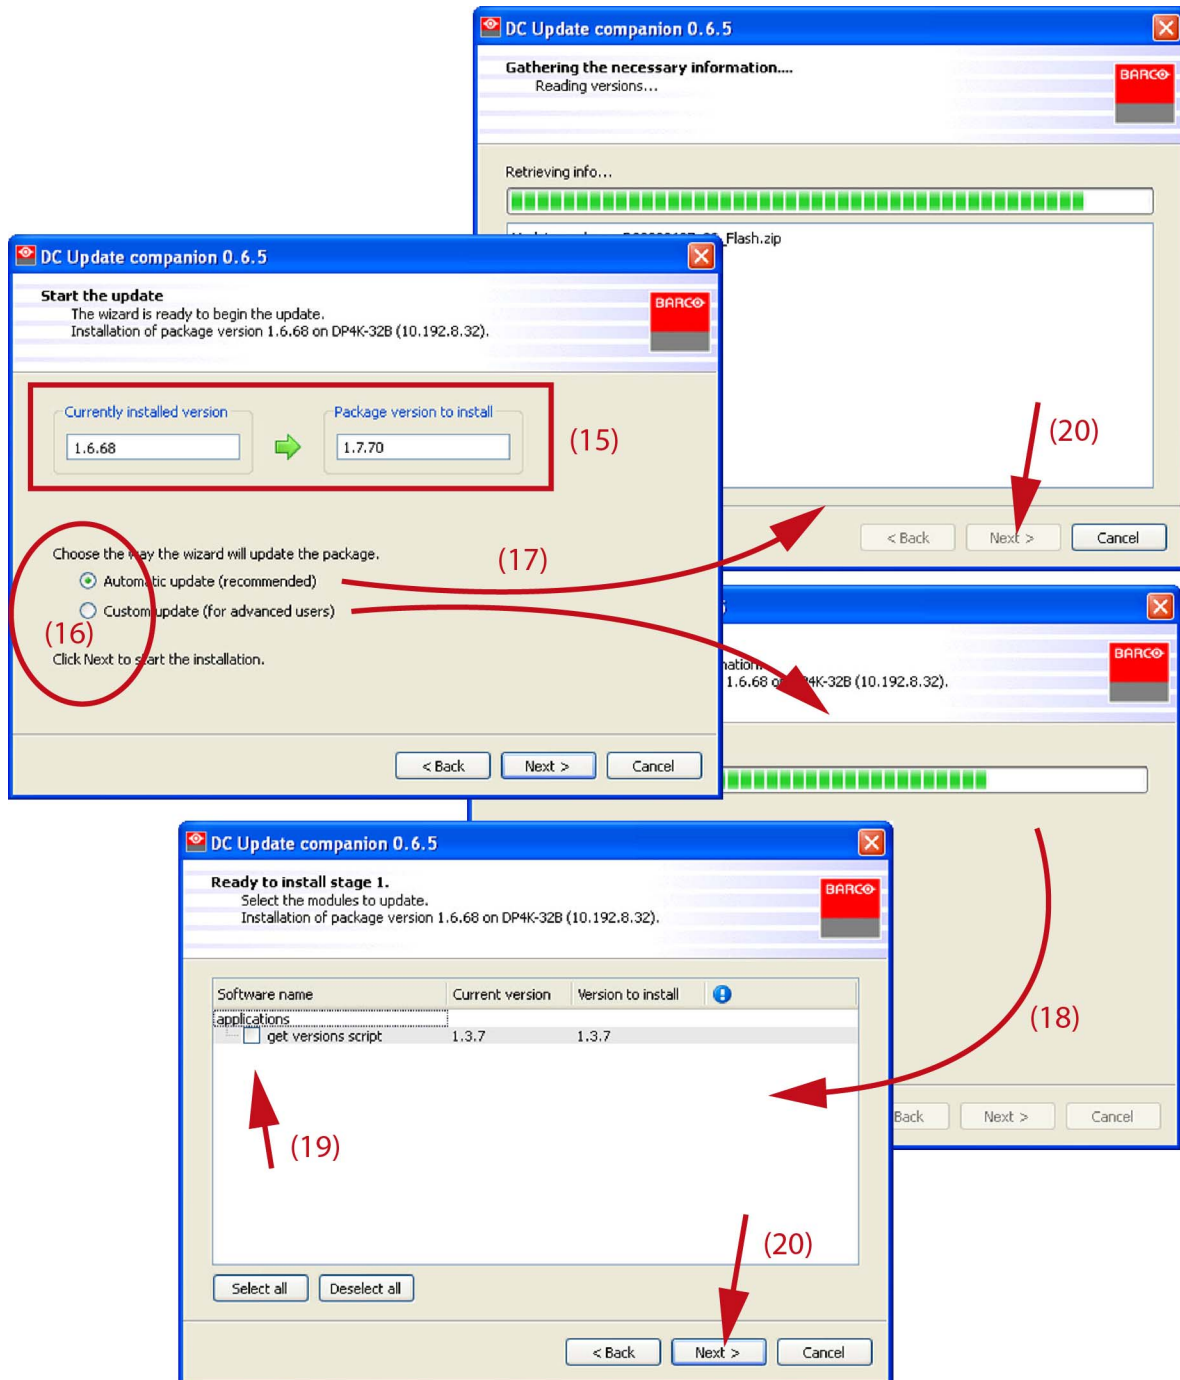 DC Update companion 0.6.5
Gathering the necessary information....
Reading versions...
BARCO
Retrieving info...
_Flash.zip
(20)
< Back
Next >
Cancel
DC Update companion 0.6.5
Start the update
The wizard is ready to begin the update.
Installation of package version 1.6.68 on DP4K-32B (10.192.8.32).
BARCO
Currently installed version
Package version to install
1.6.68
1.7.70
(15)
Choose the way the wizard will update the package.
Automatic update (recommended)
Custom update (for advanced users)
(16)
(17)
Click Next to start the installation.
< Back
Next >
Cancel
1.6.68 on DP4K-32B (10.192.8.32).
BARCO
(18)
Back
Next >
Cancel
DC Update companion 0.6.5
Ready to install stage 1.
Select the modules to update.
Installation of package version 1.6.68 on DP4K-32B (10.192.8.32).
BARCO
Software name Current version Version to install
applications
get versions script 1.3.7 1.3.7
(19)
(20)
Select all
Deselect all
< Back
Next >
Cancel